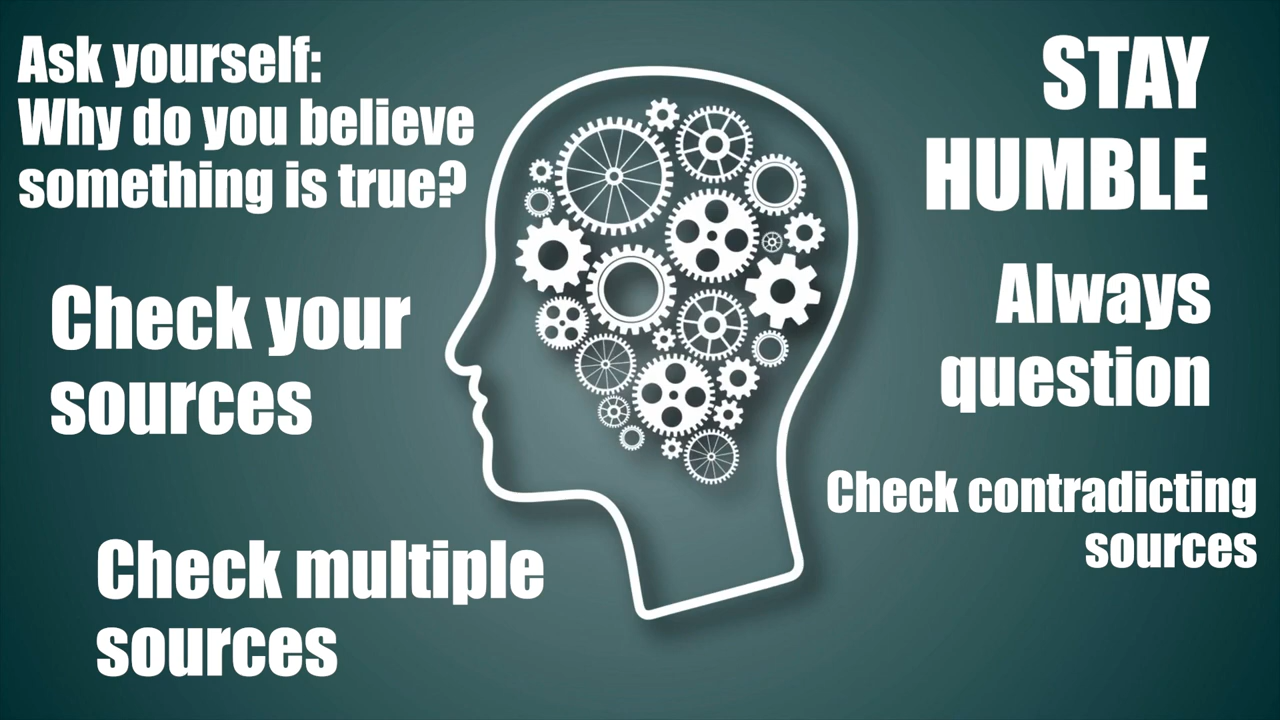 Ask yourself:
Why do you believe
something is true?
Check your
sources
Check multiple
sources
STAY
HUMBLE
Always
question
Check contradicting
sources